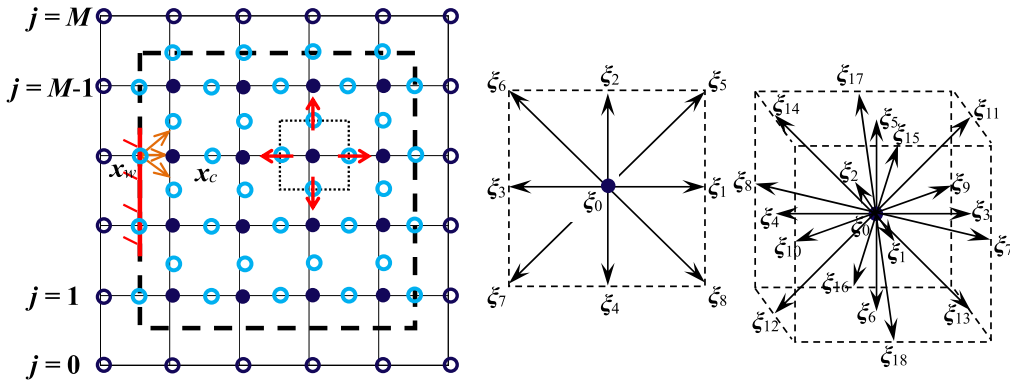 j = M
j = M-1
x_w
x_c
j = 1
j = 0
ξ6 ξ2 ξ5
ξ3 ξ0 ξ1
ξ7 ξ4 ξ8
ξ17
ξ14 ξ5 ξ11
ξ15
ξ8 ξ2 ξ9
ξ4 ξ0 ξ3
ξ10 ξ1 ξ7
ξ16
ξ12 ξ6 ξ13
ξ18